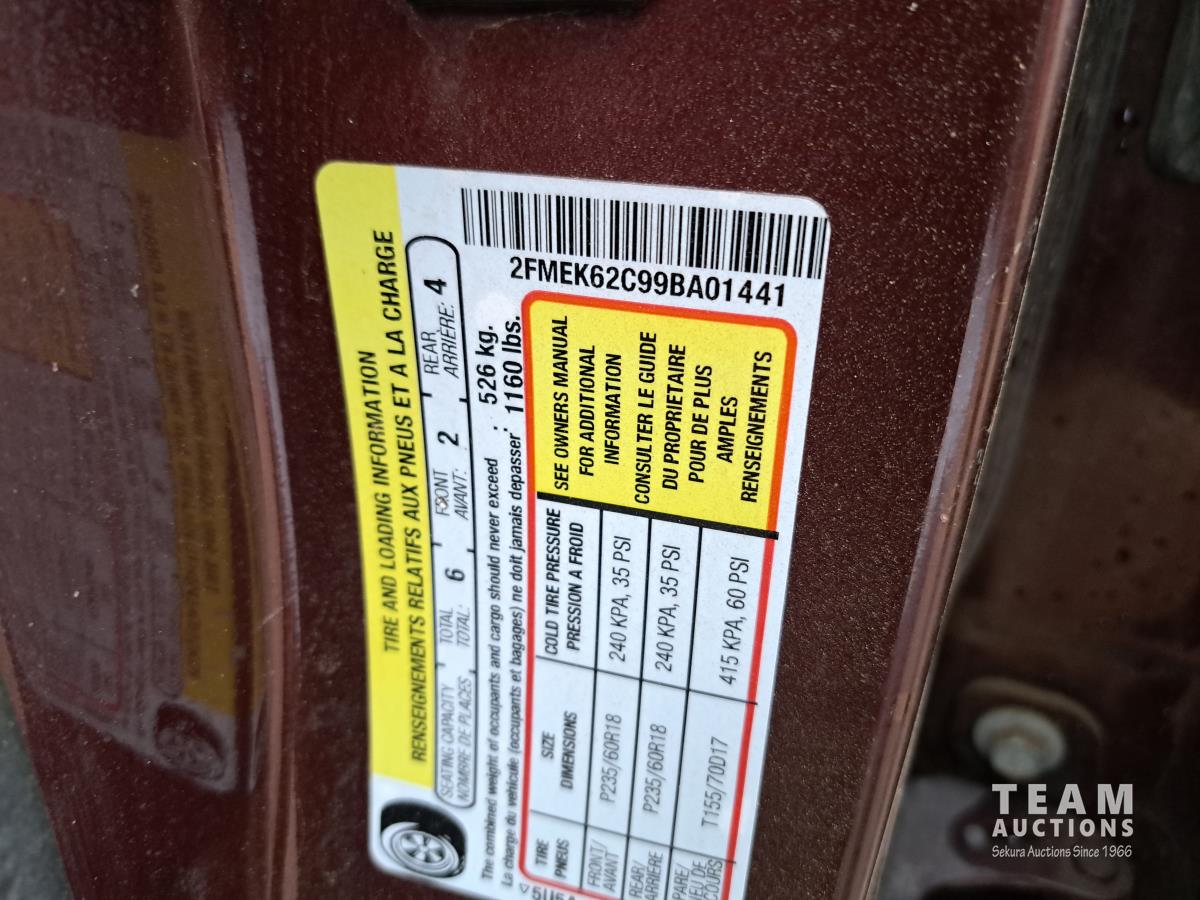 TIRE AND LOADING INFORMATION
RENSEIGNEMENTS RELATIFS AUX PNEUS ET A LA CHARGE
SEATING CAPACITY TOTAL FRONT REAR
NOMBRE DE PLACES TOTAL: 6 AVANT: 2 ARRIÈRE: 4
The combined weight of occupants and cargo should never exceed : 526 kg.
La charge du véhicule (occupants et bagages) ne doit jamais depasser : 1160 lbs.
2FMEK62C99BA01441
TIRE SIZE COLD TIRE PRESSURE
PNEUS DIMENSIONS PRESSION A FROID
FRONT/ P235/60R18 240 KPA, 35 PSI
AVANT
REAR/ P235/60R18 240 KPA, 35 PSI
ARRIÈRE
PARE/ T155/70D17 415 KPA, 60 PSI
EU DE
COURS
SEE OWNERS MANUAL
FOR ADDITIONAL
INFORMATION
CONSULTER LE GUIDE
DU PROPRIETAIRE
POUR DE PLUS
AMPLES
RENSEIGNEMENTS
TEAM
AUCTIONS
Sekura Auctions Since 1966